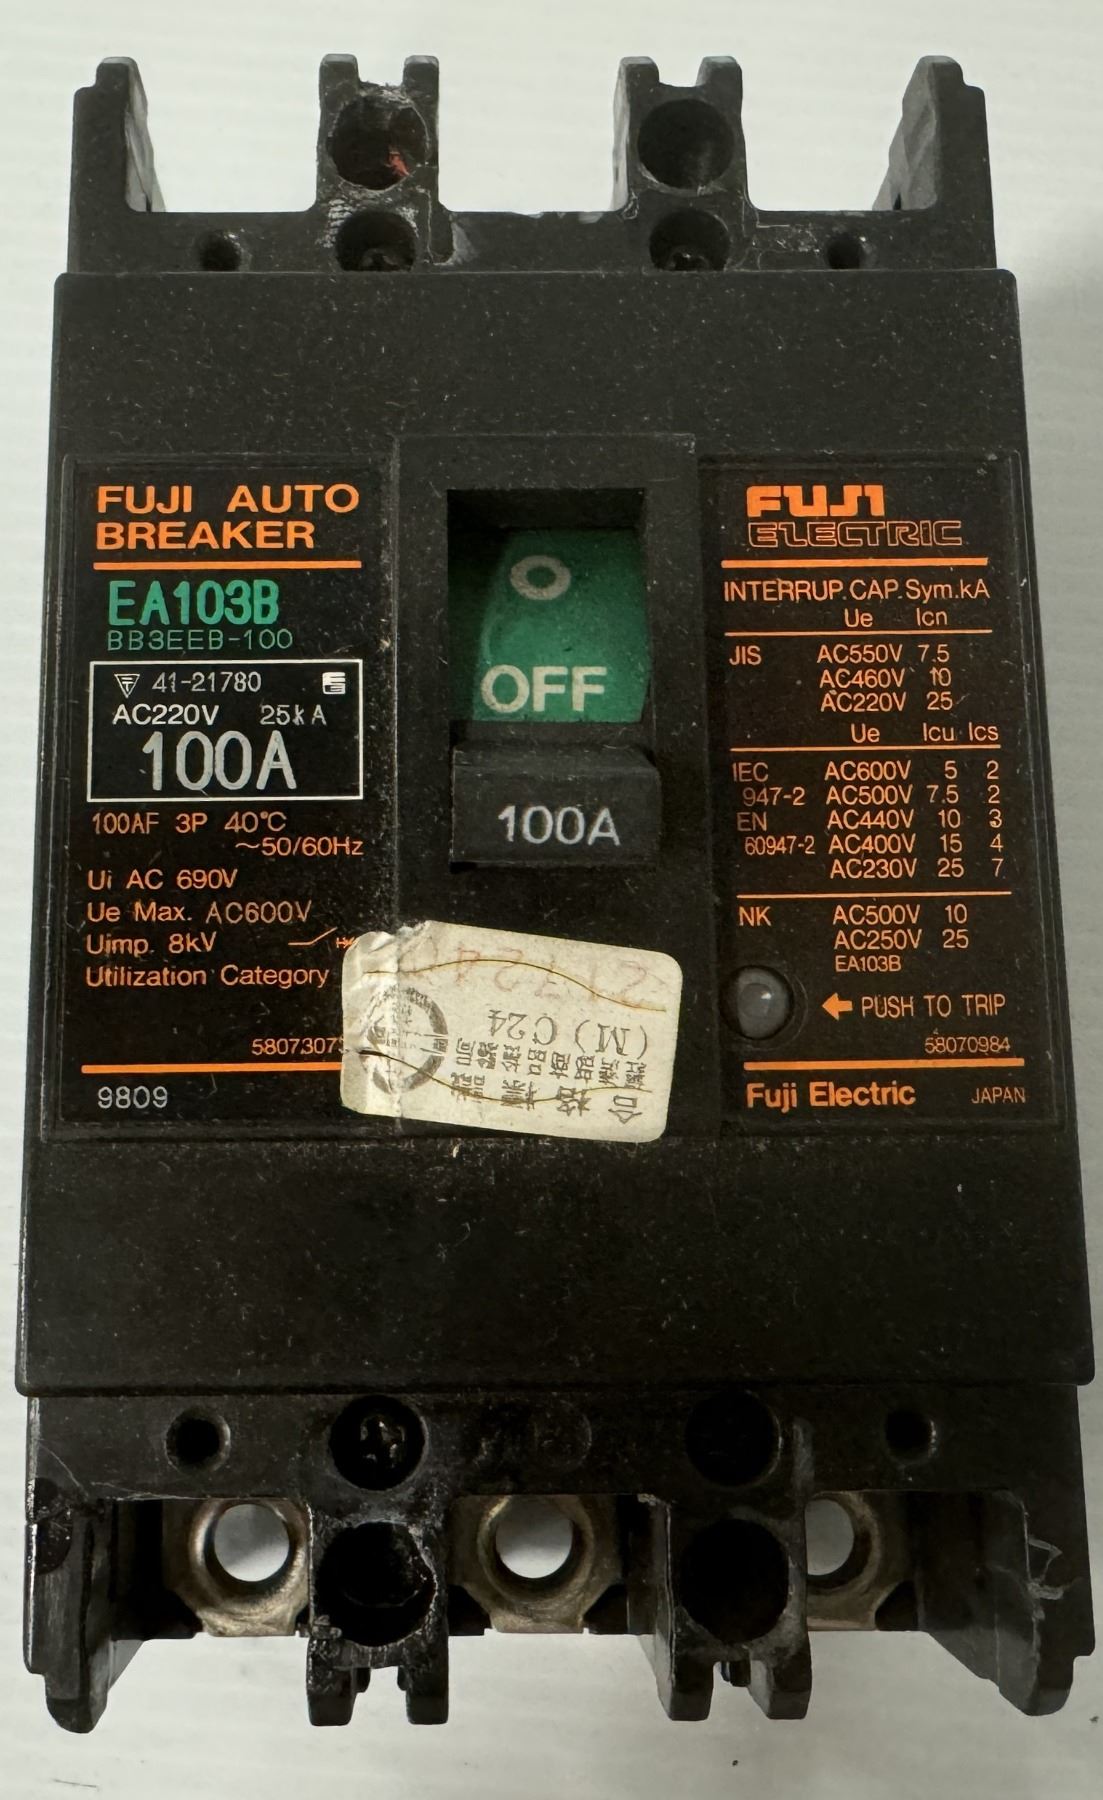 FUJI AUTO
BREAKER
EA103B
BB3EEB-100
41-21780
AC220V 25kA
100A
100AF 3P 40°C
~50/60Hz
Ui AC 690V
Ue Max. AC600V
Uimp. 8kV
Utilization Category
5807307
9809
O
OFF
100A
(M) C24
FUJI
ELECTRIC
INTERRUP.CAP.Sym.kA
Ue Icn
JIS AC550V 7.5
AC460V 10
AC220V 25
Ue Icu Ics
IEC AC600V 5 2
947-2 AC500V 7.5 2
EN AC440V 10 3
60947-2 AC400V 15 4
AC230V 25 7
NK AC500V 10
AC250V 25
EA103B
PUSH TO TRIP
58070984
Fuji Electric JAPAN